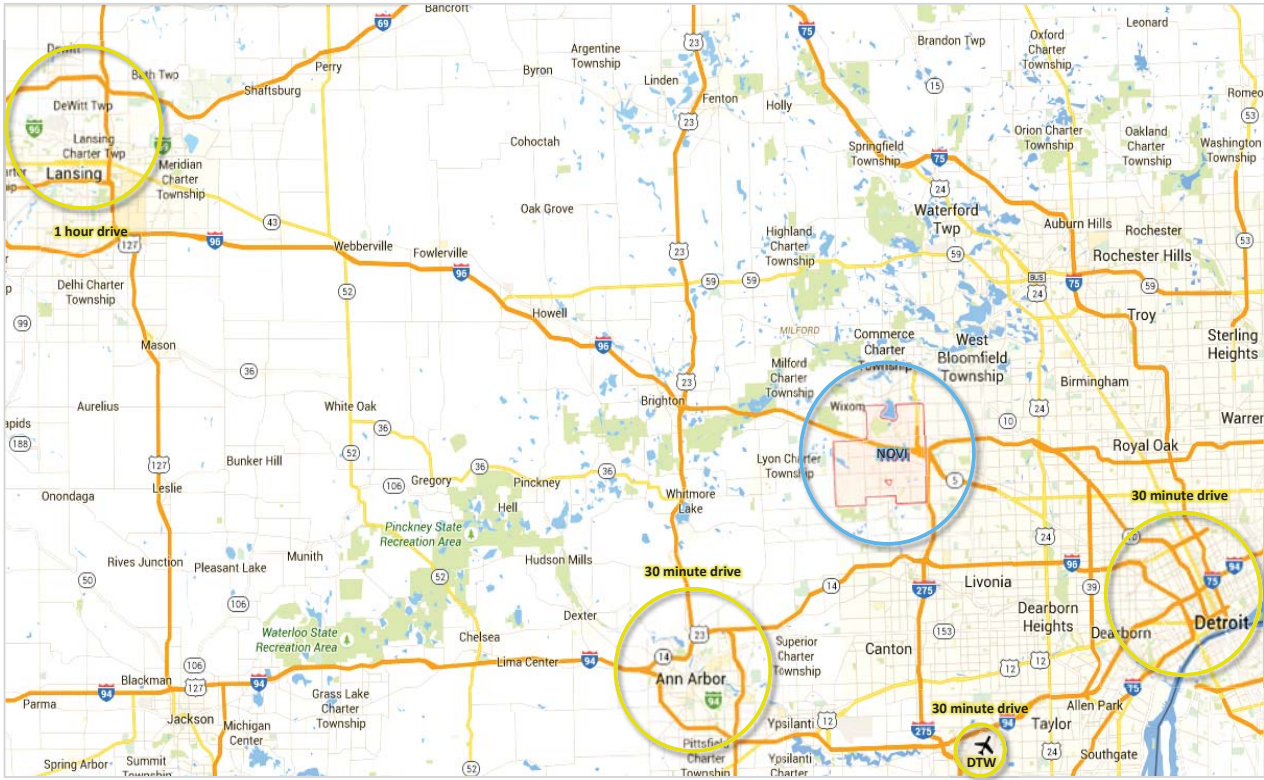 Bancroft
Leonard
69
23
75
Brandon Twp
Oxford
Charter
Township
DeWitt
Argentine
Township
Perry
Byron
Bath Twp
Linden
Shaftsburg
15
Fenton
Holly
Romeo
DeWitt Twp
53
96
23
Orion Charter
Township
Oakland
Charter
Township
Washington
Township
Lansing
Charter Twp
Cohoctah
Springfield
Township
75
Meridian
Charter
Township
Lansing
24
Oak Grove
Waterford
Twp
43
Auburn Hills
Rochester
1 hour drive
Highland
Charter
Township
127
96
Webberville
Fowlerville
23
53
59
Rochester Hills
96
BUS
24
75
59
59
59
Delhi Charter
Township
52
Howell
Troy
99
MILFORD
Commerce
Charter
Township
West
Bloomfield
Township
Sterling
Heights
Mason
96
36
Milford
Charter
Township
23
Birmingham
Aurelius
White Oak
Brighton
Wixom
24
Warren
apids
36
10
188
52
Royal Oak
127
Bunker Hill
Lyon Charter
Township
NOVI
Gregory
36
Pinckney
36
106
5
Leslie
Onondaga
Hell
Whitmore
Lake
30 minute drive
Pinckney State
Recreation Area
24
Munith
Hudson Mills
Rives Junction
Pleasant Lake
96
94
50
52
30 minute drive
14
Livonia
75
275
39
106
Dexter
Dearborn
Heights
Detroit
Waterloo State
Recreation Area
Chelsea
23
153
Dearborn
Superior
Charter
Township
Canton
106
Lima Center
94
14
12
12
Blackman
127
94
94
Ann Arbor
75
Parma
Grass Lake
Charter
Township
94
30 minute drive
Allen Park
Jackson
Michigan
Center
Ypsilanti
12
94
Taylor
275
Pittsfield
Charter
Township
DTW
24
Southgate
Spring Arbor
Summit
Township
52
Ypsilanti
Charter